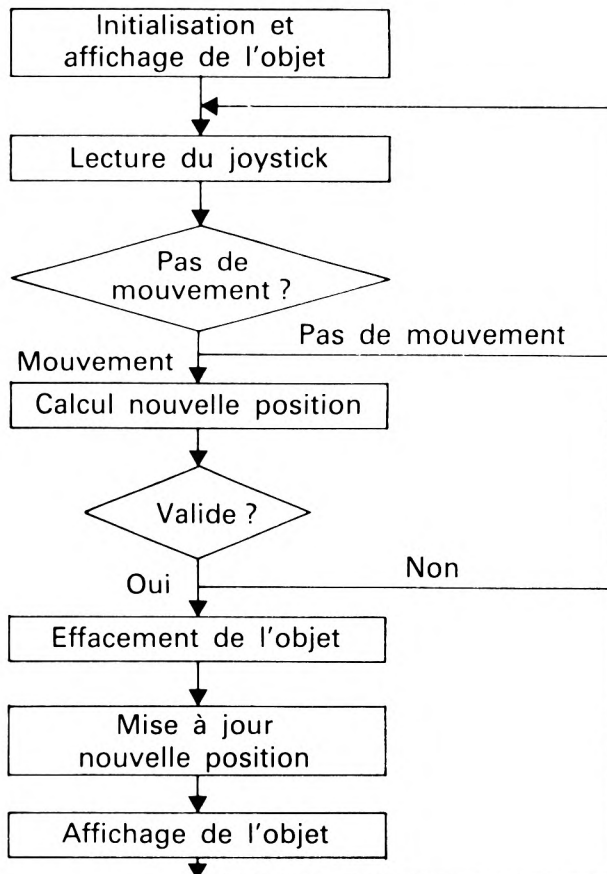 Initialisation et
affichage de l'objet
Lecture du joystick
Pas de
mouvement ?
Pas de mouvement
Mouvement
Calcul nouvelle position
Valide ?
Oui
Non
Effacement de l'objet
Mise à jour
nouvelle position
Affichage de l'objet